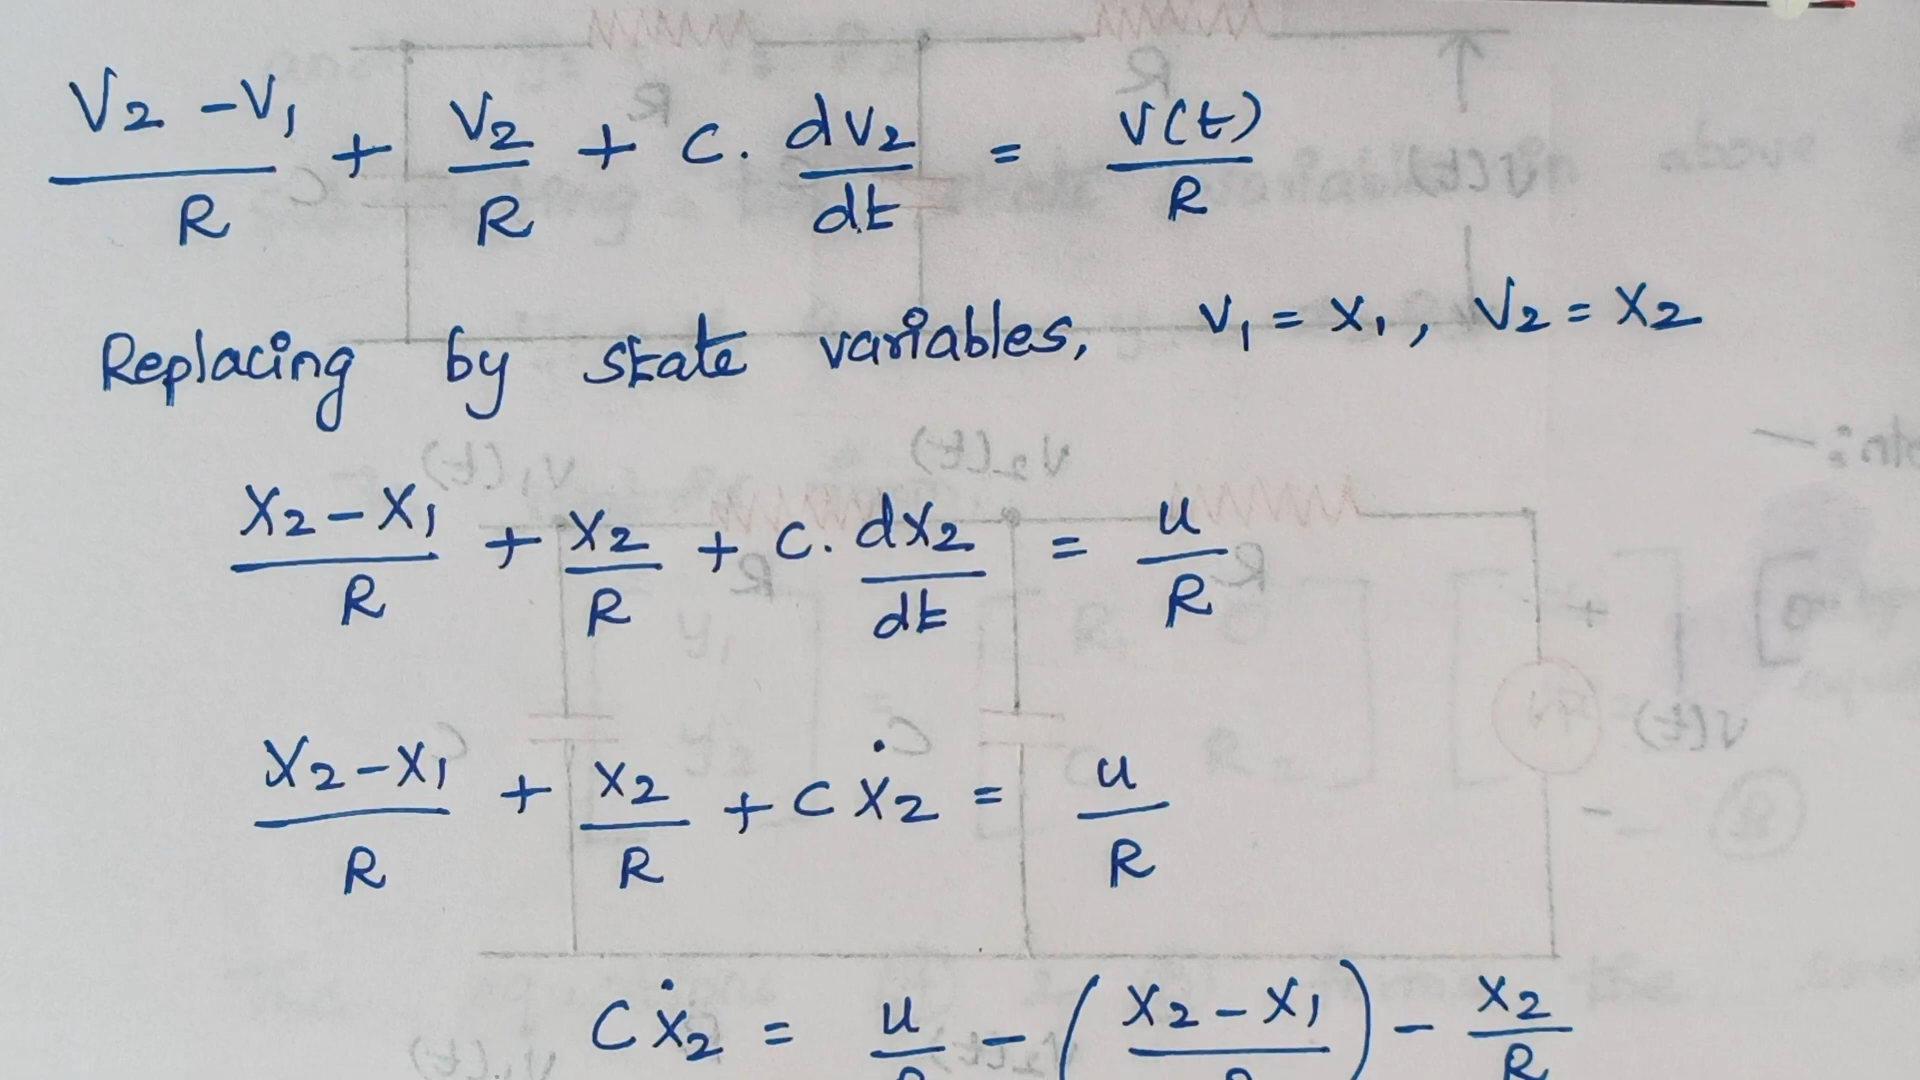 V2 - V1 / R + V2 / R + C. dV2 / dt = V(t) / R
Replacing by state variables, V1 = X1, V2 = X2
X2 - X1 / R + X2 / R + C. dX2 / dt = u / R
X2 - X1 / R + X2 / R + C Ẋ2 = u / R
C Ẋ2 = u / R - ( X2 - X1 / R ) - X2 / R